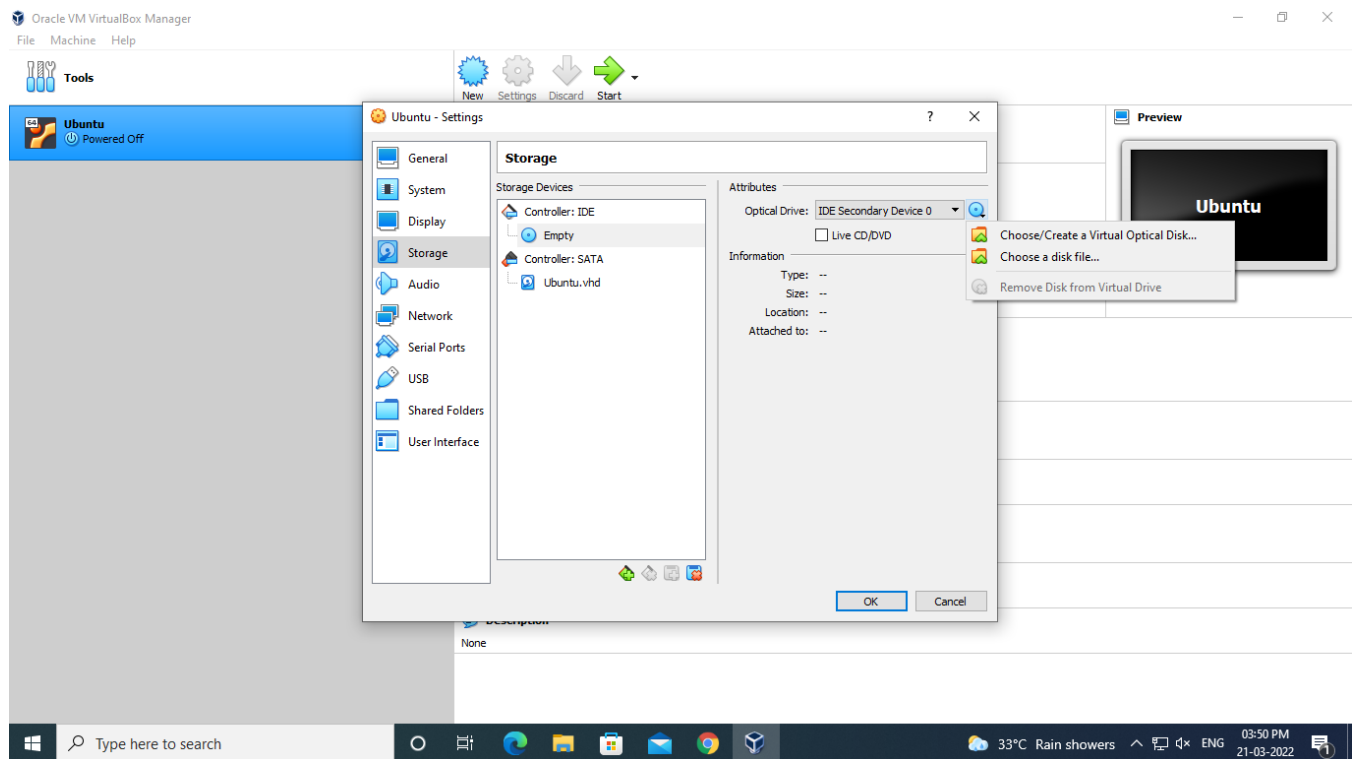 Oracle VM VirtualBox Manager
File Machine Help
Tools
New Settings Discard Start
64
Ubuntu
Powered Off
Ubuntu - Settings
?
General
System
Display
Storage
Audio
Network
Serial Ports
USB
Shared Folders
User Interface
Storage
Storage Devices
Controller: IDE
Empty
Controller: SATA
Ubuntu.vhd
Attributes
Optical Drive: IDE Secondary Device 0
Live CD/DVD
Information
Type: --
Size: --
Location: --
Attached to: --
OK Cancel
Choose/Create a Virtual Optical Disk...
Choose a disk file...
Remove Disk from Virtual Drive
Preview
Ubuntu
Description
None
Type here to search
33°C Rain showers
ENG
03:50 PM
21-03-2022
1